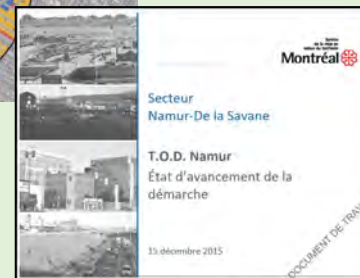 Montréal
Secteur
Namur-De la Savane
T.O.D. Namur
État d'avancement de la
démarche
15 décembre 2015
DOCUMENT DE TRAV